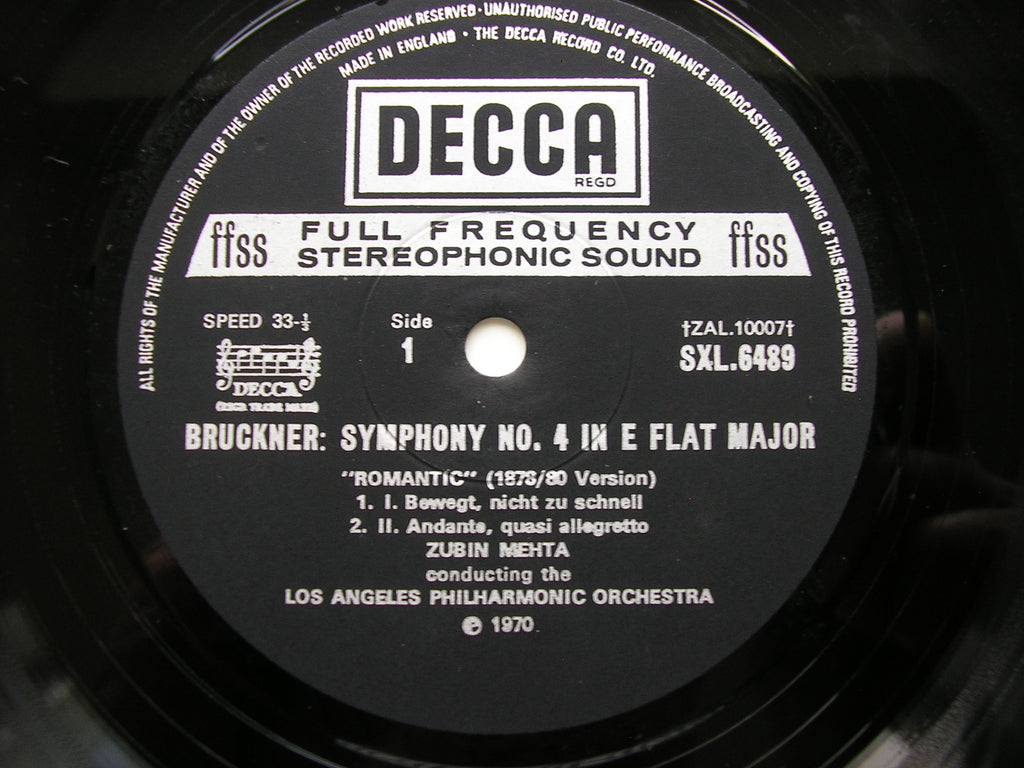 ALL RIGHTS OF THE MANUFACTURER AND OF THE OWNER OF THE RECORDED WORK RESERVED · UNAUTHORISED PUBLIC PERFORMANCE BROADCASTING AND COPYING OF THIS RECORD PROHIBITED
MADE IN ENGLAND · THE DECCA RECORD CO. LTD.
DECCA
REGD
ffss FULL FREQUENCY STEREOPHONIC SOUND ffss
SPEED 33-⅓
Side
1
†ZAL.10007†
SXL.6489
DECCA
BRUCKNER: SYMPHONY NO. 4 IN E FLAT MAJOR
"ROMANTIC" (1878/80 Version)
1. I. Bewegt, nicht zu schnell
2. II. Andante, quasi allegretto
ZUBIN MEHTA
conducting the
LOS ANGELES PHILHARMONIC ORCHESTRA
℗ 1970